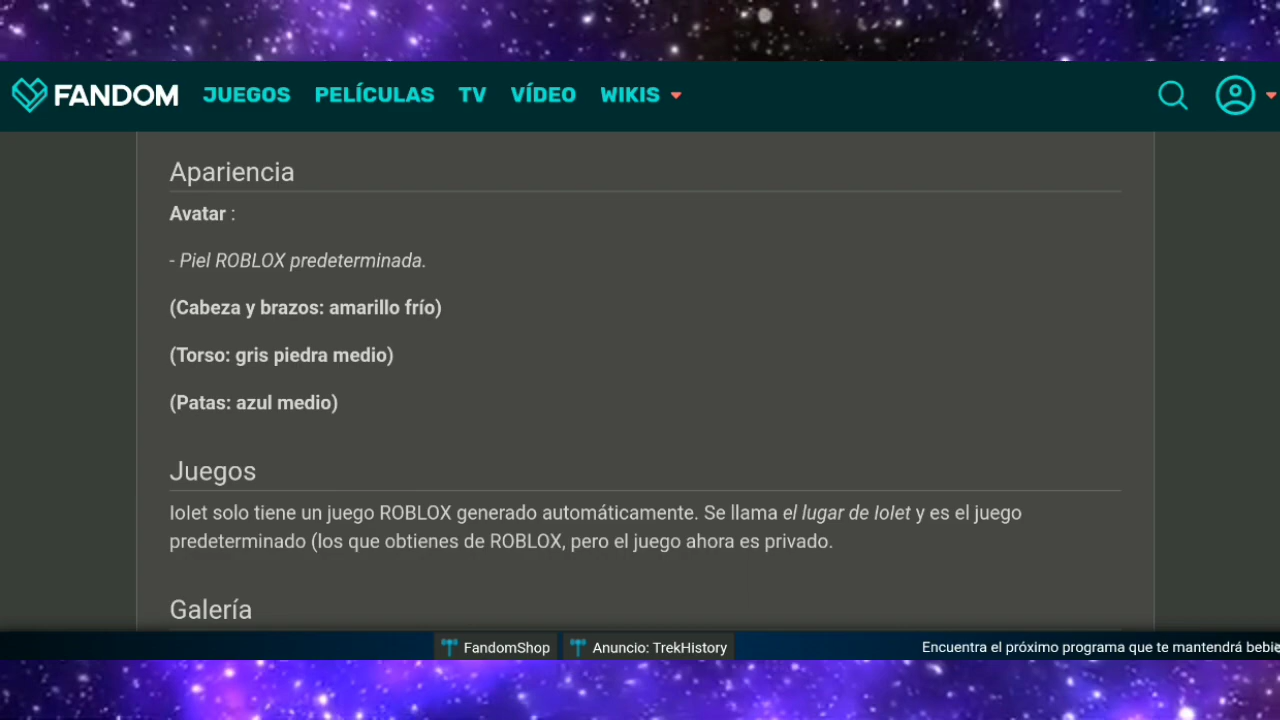 FANDOM JUEGOS PELÍCULAS TV VÍDEO WIKIS
Apariencia
Avatar :
- Piel ROBLOX predeterminada.
(Cabeza y brazos: amarillo frío)
(Torso: gris piedra medio)
(Patas: azul medio)
Juegos
Iolet solo tiene un juego ROBLOX generado automáticamente. Se llama el lugar de Iolet y es el juego
predeterminado (los que obtienes de ROBLOX, pero el juego ahora es privado.
Galería
FandomShop Anuncio: TrekHistory Encuentra el próximo programa que te mantendrá bebie